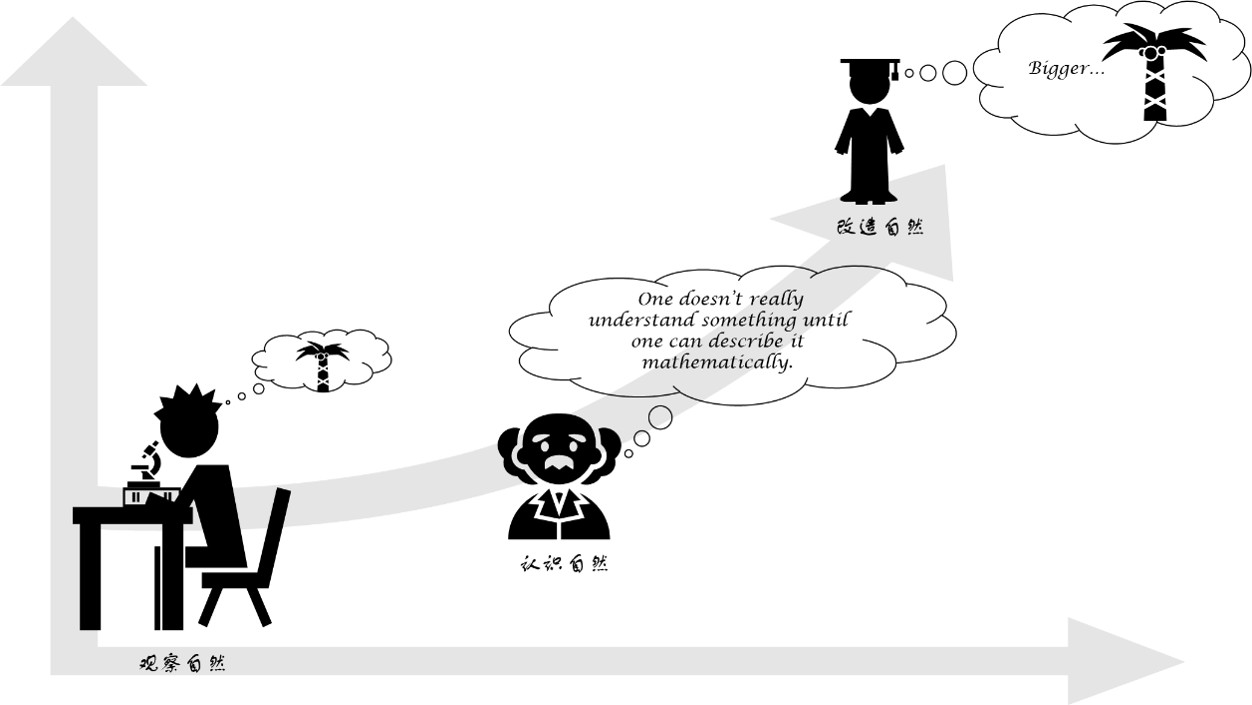 Bigger...
改造自然
One doesn't really
understand something until
one can describe it
mathematically.
认识自然
观察自然